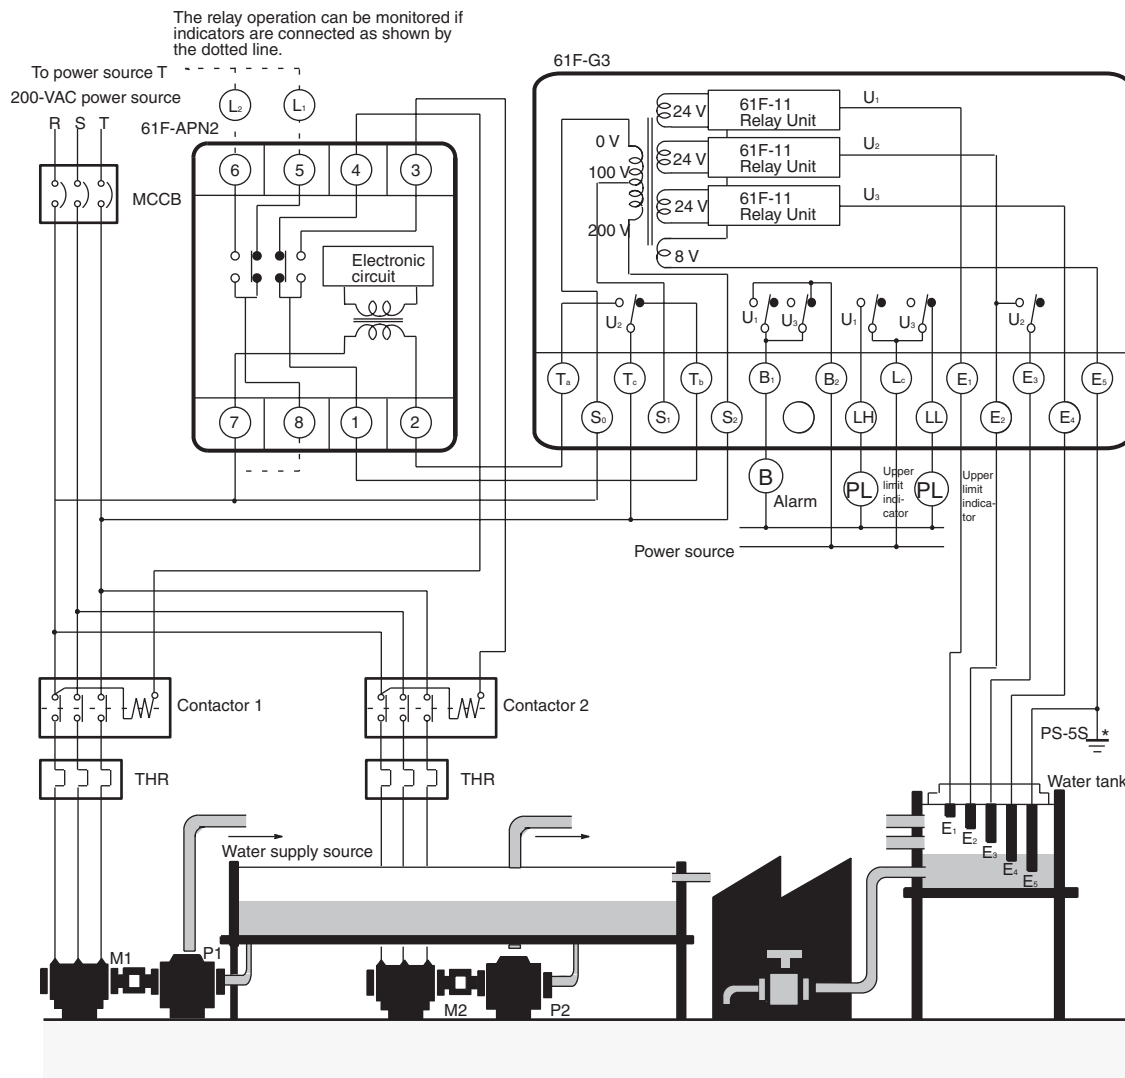 The relay operation can be monitored if
indicators are connected as shown by
the dotted line.
61F-G3
To power source T
200-VAC power source
R S T
61F-APN2
L2 L1
6 5 4 3
MCCB
Electronic
circuit
7 8 1 2
0 V
100 V
200 V
24 V
61F-11
Relay Unit
U1
24 V
61F-11
Relay Unit
U2
24 V
61F-11
Relay Unit
U3
8 V
U2 U1 U3 U1 U3 U2
Ta Tc Tb B1 B2 Lc E1 E3 E5
S0 S1 S2 LH LL E2 E4
B
Alarm
PL
Upper
limit
indi-
cator
PL
Upper
limit
indica-
tor
Power source
Contactor 1
Contactor 2
THR
THR
PS-5S *
Water tank
E1
E2
E3
E4
E5
Water supply source
M1
P1
M2
P2